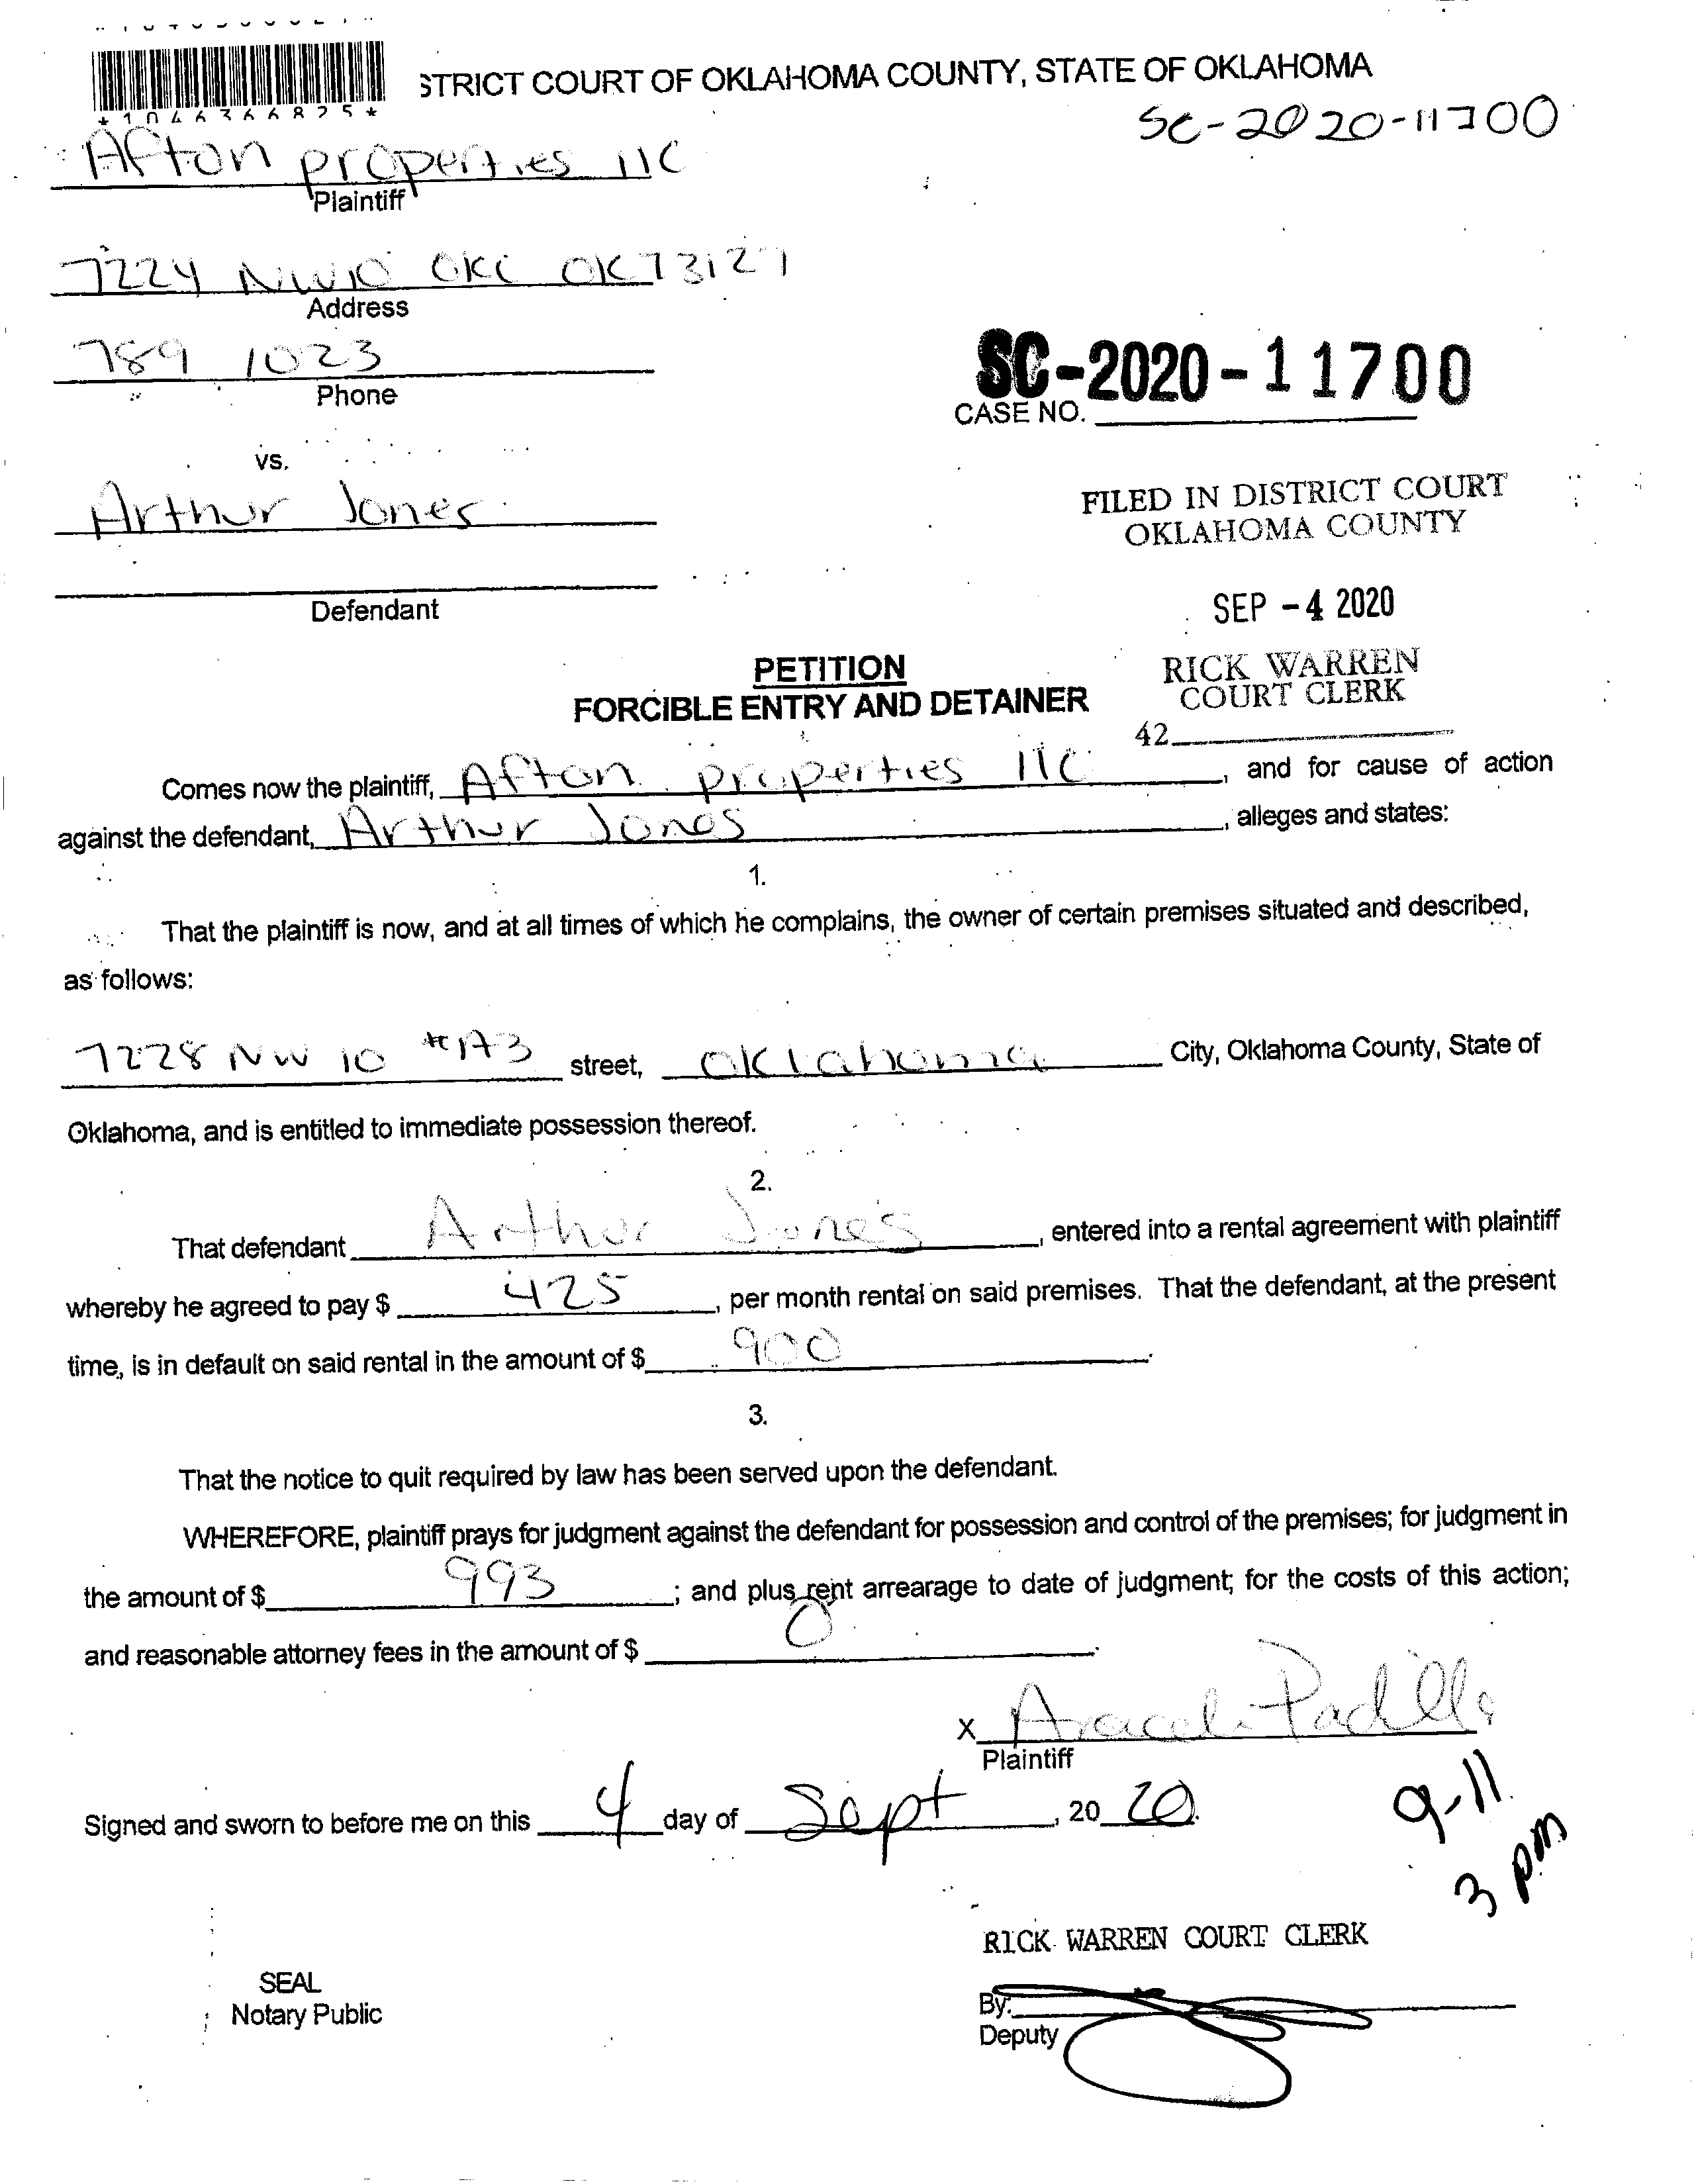 STRICT COURT OF OKLAHOMA COUNTY, STATE OF OKLAHOMA
*1046366825*
SC-2020-11700
Afton properties llC
Plaintiff
7224 NW10 OKC OK 73127
Address
789 1023
Phone
SC-2020-11700
CASE NO.
vs.
Arthur Jones
Defendant
FILED IN DISTRICT COURT
OKLAHOMA COUNTY
SEP -4 2020
RICK WARREN
COURT CLERK
42
PETITION
FORCIBLE ENTRY AND DETAINER
Comes now the plaintiff, Afton properties llC, and for cause of action
against the defendant, Arthur Jones, alleges and states:
1.
That the plaintiff is now, and at all times of which he complains, the owner of certain premises situated and described,
as follows:
7228 NW 10 #173 street, Oklahoma City, Oklahoma County, State of
Oklahoma, and is entitled to immediate possession thereof.
2.
That defendant Arthur Jones, entered into a rental agreement with plaintiff
whereby he agreed to pay $ 425, per month rental on said premises. That the defendant, at the present
time, is in default on said rental in the amount of $ 900.
3.
That the notice to quit required by law has been served upon the defendant.
WHEREFORE, plaintiff prays for judgment against the defendant for possession and control of the premises; for judgment in
the amount of $ 993; and plus rent arrearage to date of judgment; for the costs of this action;
and reasonable attorney fees in the amount of $ 0.
X Araceli Padilla
Plaintiff
Signed and sworn to before me on this 4 day of Sept, 20 20.
9-11
3 pm
RICK WARREN COURT CLERK
SEAL
Notary Public
By:
Deputy